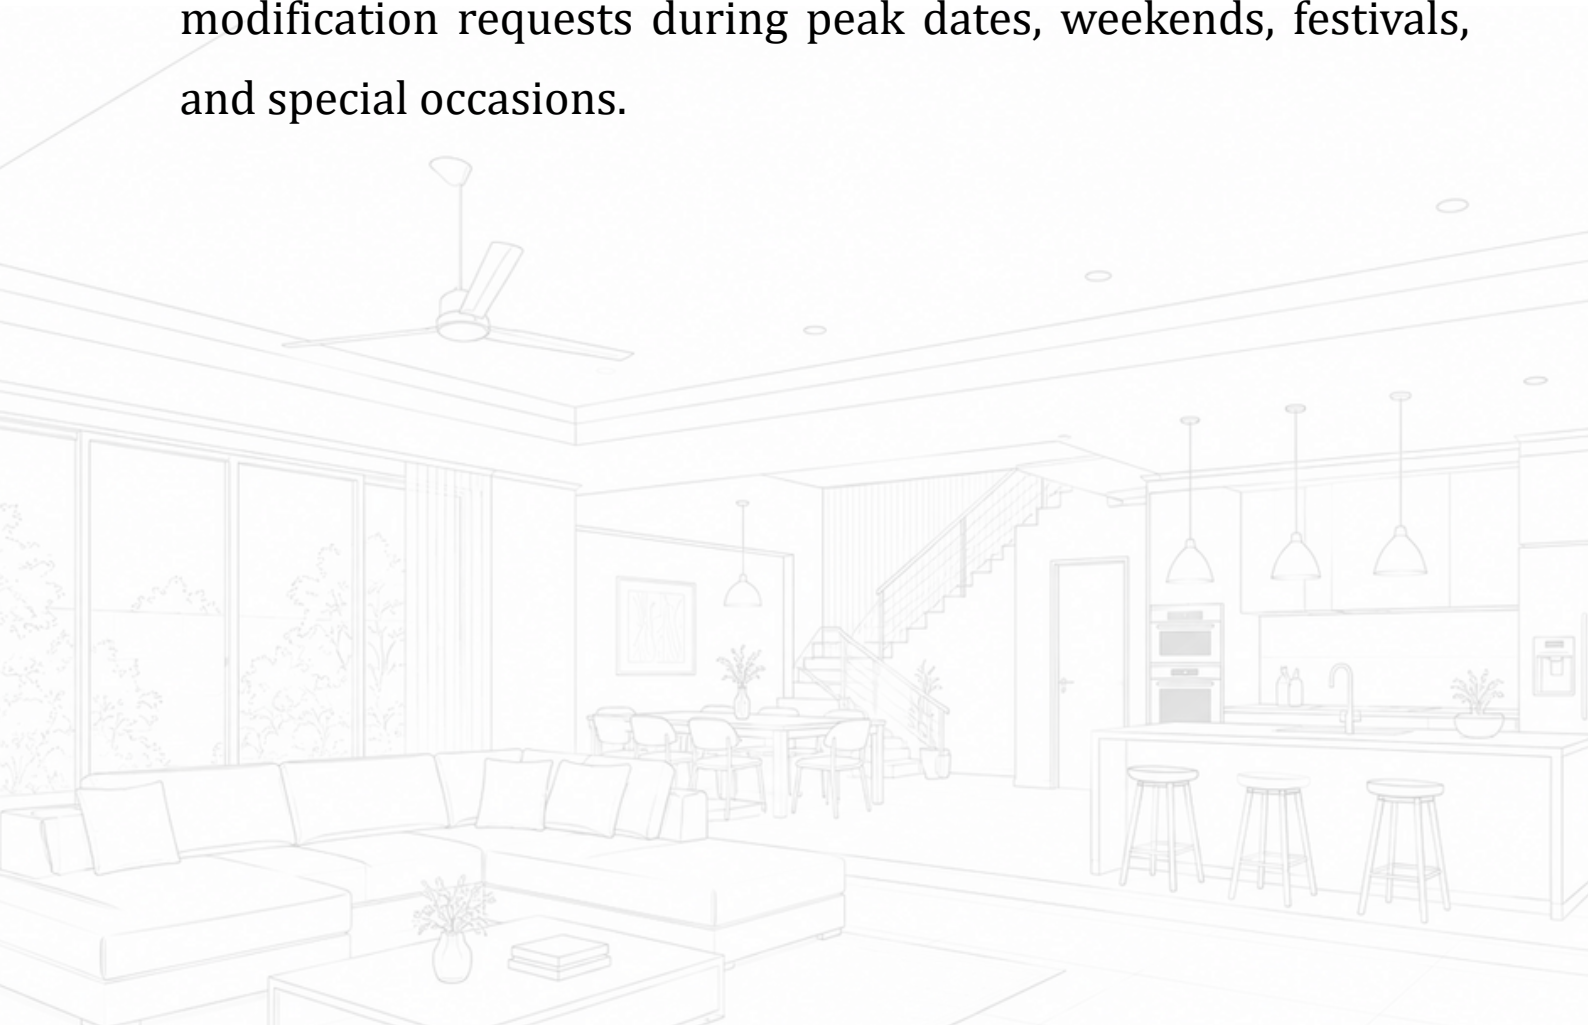 modification requests during peak dates, weekends, festivals,
and special occasions.